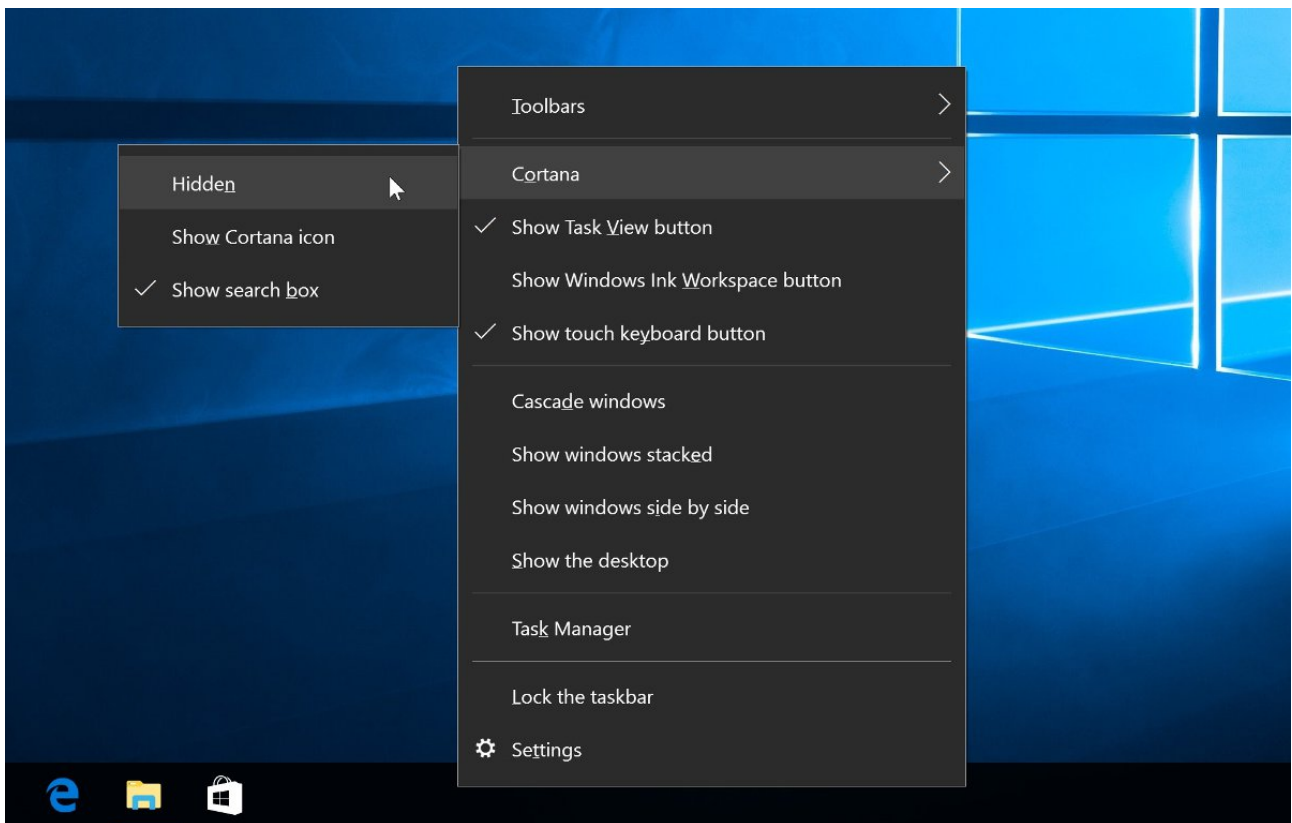 Toolbars
Cortana
Show Task View button
Show Windows Ink Workspace button
Show touch keyboard button
Cascade windows
Show windows stacked
Show windows side by side
Show the desktop
Task Manager
Lock the taskbar
Settings
Hidden
Show Cortana icon
Show search box